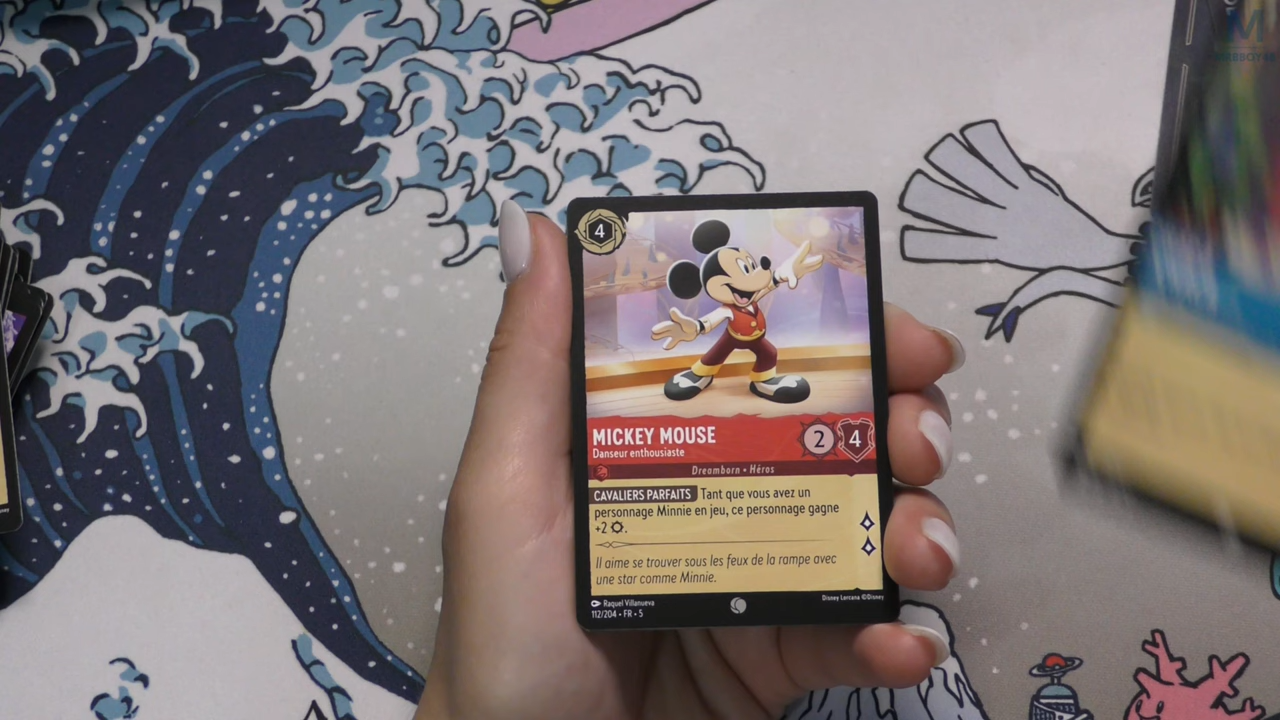 4
MICKEY MOUSE
Danseur enthousiaste
2
4
Dreamborn • Héros
CAVALIERS PARFAITS Tant que vous avez un
personnage Minnie en jeu, ce personnage gagne
+2
Il aime se trouver sous les feux de la rampe avec
une star comme Minnie.
Raquel Villanueva
Disney Lorcana ©Disney
112/204 • FR • 5